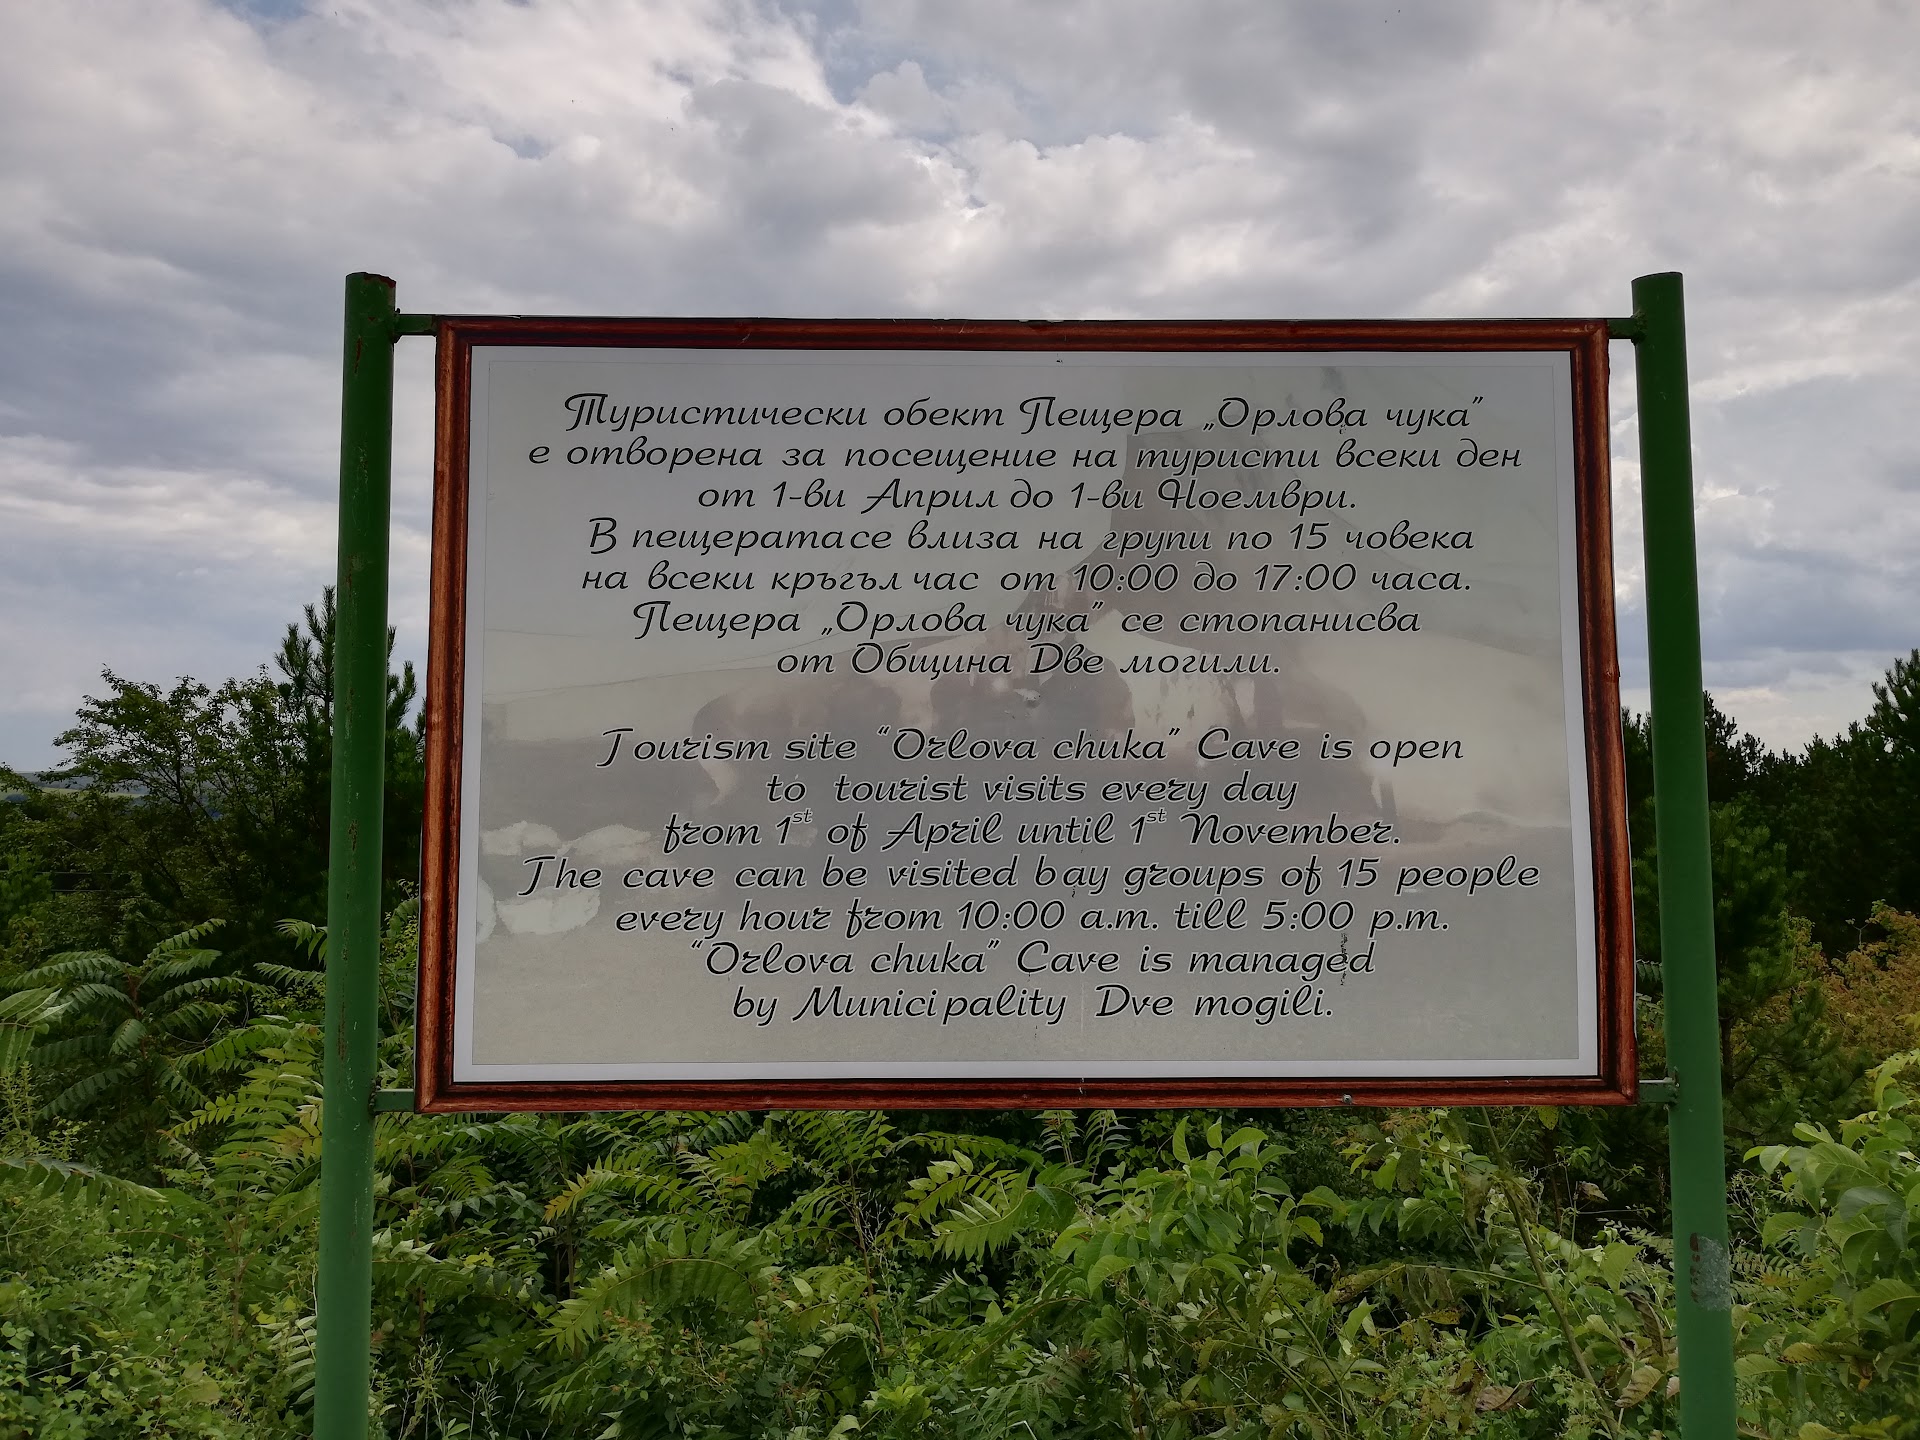 Туристически обект Пещера „Орлова чука”
е отворена за посещение на туристи всеки ден
от 1-ви Април до 1-ви Ноември.
В пещератасе влиза на групи по 15 човека
на всеки кръгъл час от 10:00 до 17:00 часа.
Пещера „Орлова чука” се стопанисва
от Община Две могили.
Tourism site “Orlova chuka” Cave is open
to tourist visits every day
from 1st of April until 1st November.
The cave can be visited bay groups of 15 people
every hour from 10:00 a.m. till 5:00 p.m.
“Orlova chuka” Cave is managed
by Municipality Dve mogili.